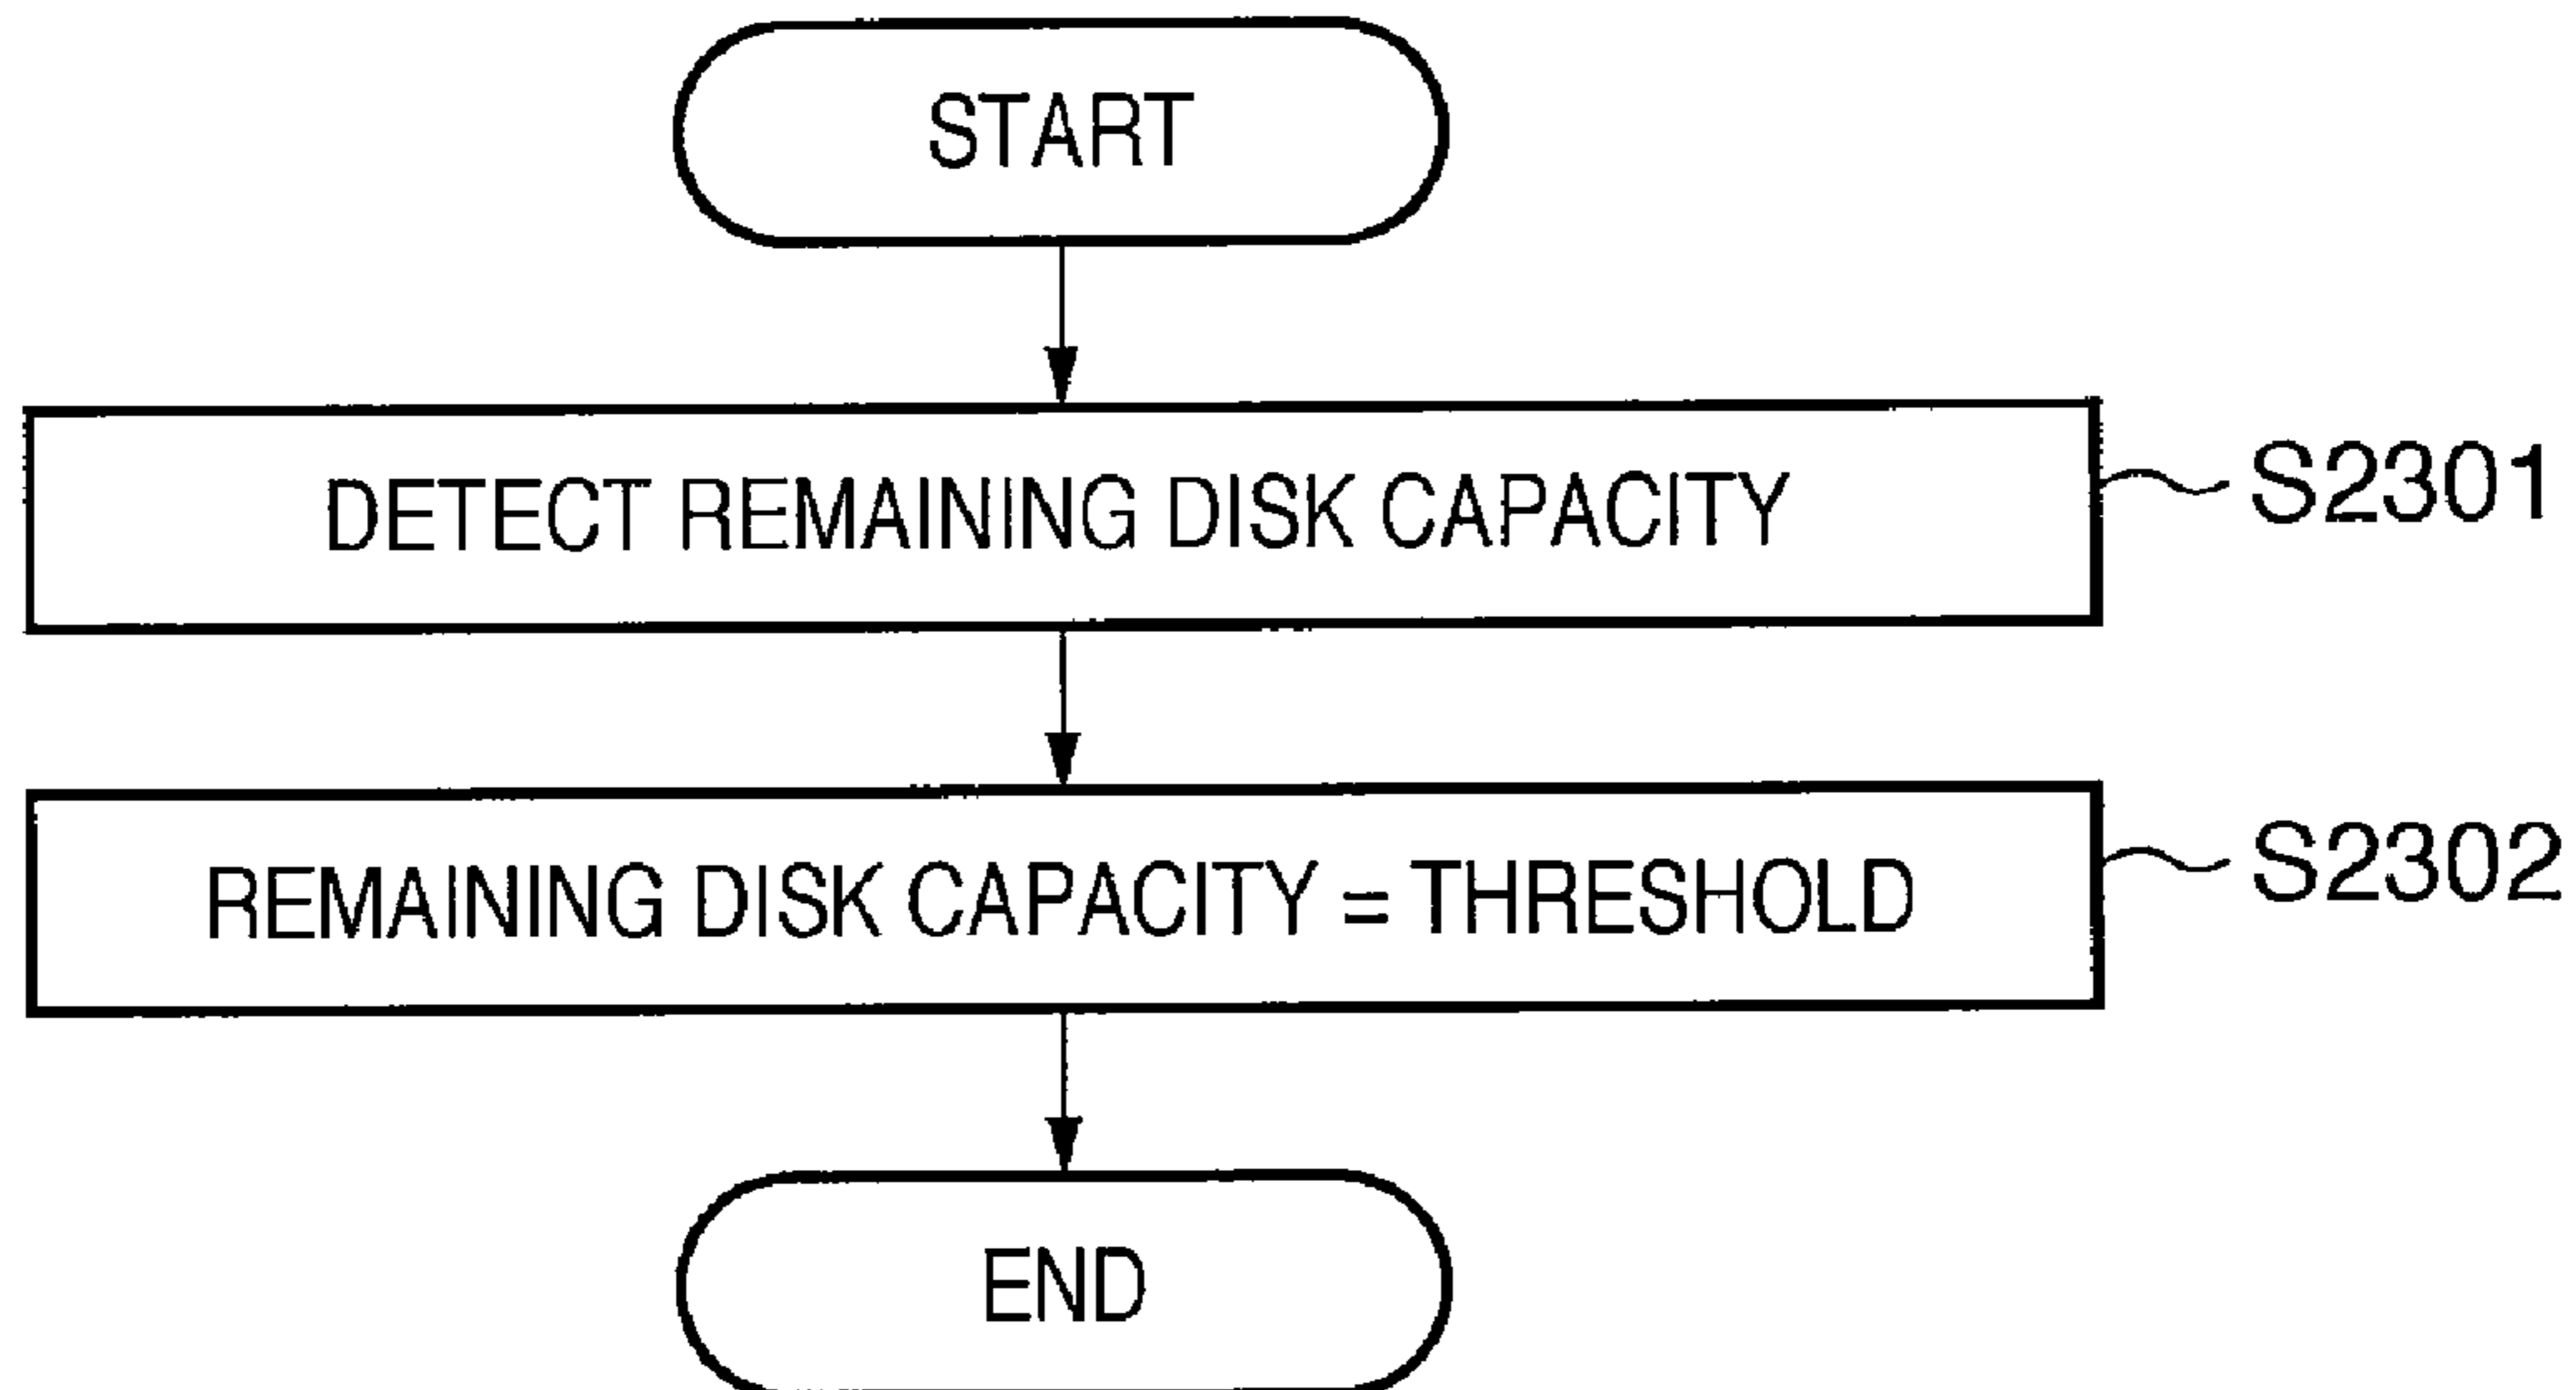 START
DETECT REMAINING DISK CAPACITY
S2301
REMAINING DISK CAPACITY = THRESHOLD
S2302
END